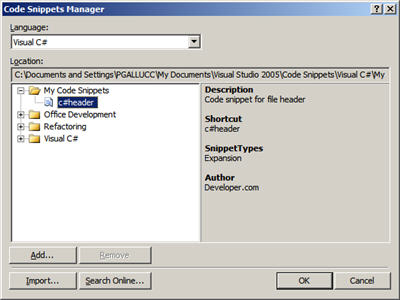 Code Snippets Manager
Language:
Visual C#
Location:
C:\Documents and Settings\PGALLUCC\My Documents\Visual Studio 2005\Code Snippets\Visual C#\My
My Code Snippets
c#header
Office Development
Refactoring
Visual C#
Description
Code snippet for file header
Shortcut
c#header
SnippetTypes
Expansion
Author
Developer.com
Add...
Remove
Import...
Search Online...
OK
Cancel